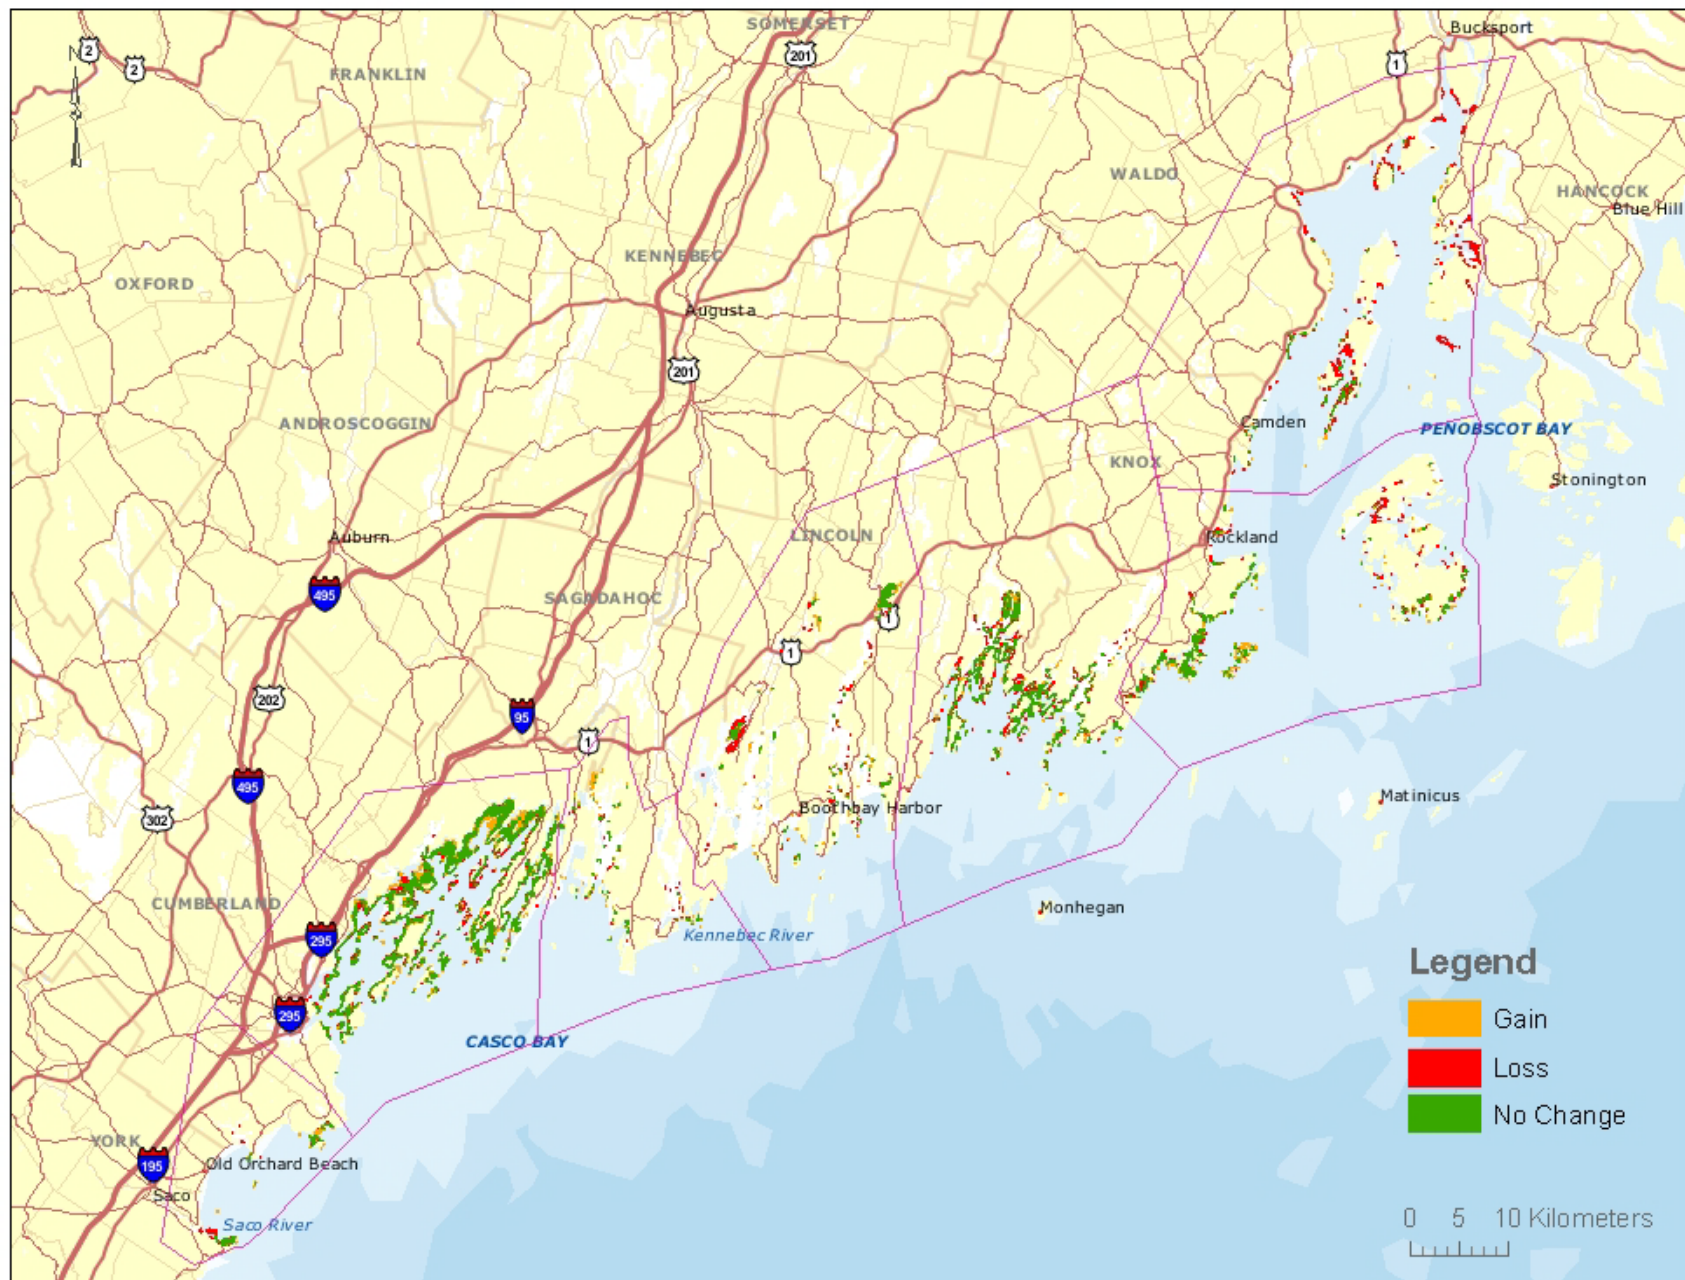 SOMERSET
Bucksport
2
201
1
2
FRANKLIN
WALDO
HANCOCK
Blue Hill
KENNEBEC
OXFORD
Augusta
201
ANDROSCOGGIN
Camden
PENOBSCOT BAY
KNOX
Stonington
LINCOLN
Auburn
Rockland
495
SAGADAHOC
1
1
202
95
1
495
Matinicus
Boothbay Harbor
302
CUMBERLAND
Monhegan
295
Kennebec River
Legend
Gain
295
CASCO BAY
Loss
No Change
YORK
195
Old Orchard Beach
Saco
Saco River
0 5 10 Kilometers